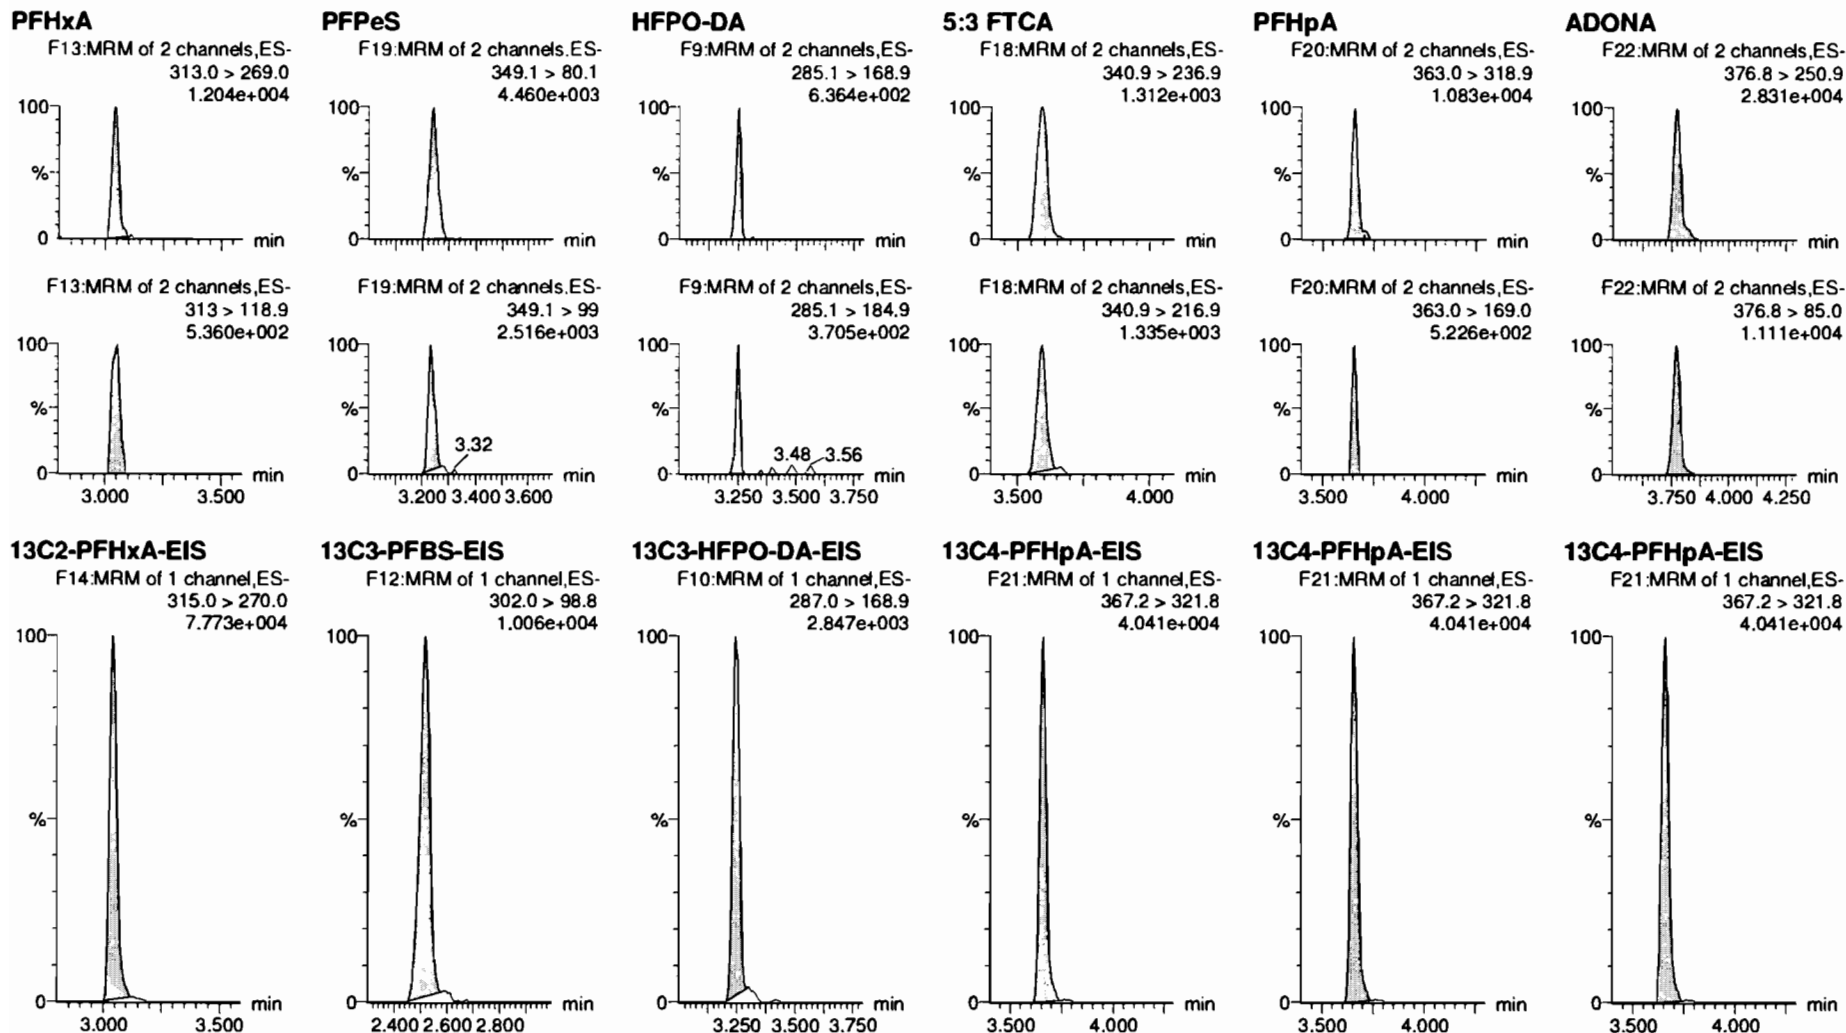 PFHxA
F13:MRM of 2 channels,ES-
313.0 > 269.0
1.204e+004
100
%
0
min
F13:MRM of 2 channels,ES-
313 > 118.9
5.360e+002
100
%
0
min
3.000 3.500
13C2-PFHxA-EIS
F14:MRM of 1 channel,ES-
315.0 > 270.0
7.773e+004
100
%
0
min
3.000 3.500
PFPeS
F19:MRM of 2 channels.ES-
349.1 > 80.1
4.460e+003
100
%
0
min
F19:MRM of 2 channels,ES-
349.1 > 99
2.516e+003
100
%
3.32
0
min
3.200 3.400 3.600
13C3-PFBS-EIS
F12:MRM of 1 channel,ES-
302.0 > 98.8
1.006e+004
100
%
0
min
2.400 2.600 2.800
HFPO-DA
F9:MRM of 2 channels,ES-
285.1 > 168.9
6.364e+002
100
%
0
min
F9:MRM of 2 channels,ES-
285.1 > 184.9
3.705e+002
100
%
3.48 3.56
0
min
3.250 3.500 3.750
13C3-HFPO-DA-EIS
F10:MRM of 1 channel,ES-
287.0 > 168.9
2.847e+003
100
%
0
min
3.250 3.500 3.750
5:3 FTCA
F18:MRM of 2 channels,ES-
340.9 > 236.9
1.312e+003
100
%
0
min
F18:MRM of 2 channels,ES-
340.9 > 216.9
1.335e+003
100
%
0
min
3.500 4.000
13C4-PFHpA-EIS
F21:MRM of 1 channel,ES-
367.2 > 321.8
4.041e+004
100
%
0
min
3.500 4.000
PFHpA
F20:MRM of 2 channels,ES-
363.0 > 318.9
1.083e+004
100
%
0
min
F20:MRM of 2 channels,ES-
363.0 > 169.0
5.226e+002
100
%
0
min
3.500 4.000
13C4-PFHpA-EIS
F21:MRM of 1 channel,ES-
367.2 > 321.8
4.041e+004
100
%
0
min
3.500 4.000
ADONA
F22:MRM of 2 channels,ES-
376.8 > 250.9
2.831e+004
100
%
0
min
F22:MRM of 2 channels,ES-
376.8 > 85.0
1.111e+004
100
%
0
min
3.750 4.000 4.250
13C4-PFHpA-EIS
F21:MRM of 1 channel,ES-
367.2 > 321.8
4.041e+004
100
%
0
min
3.500 4.000